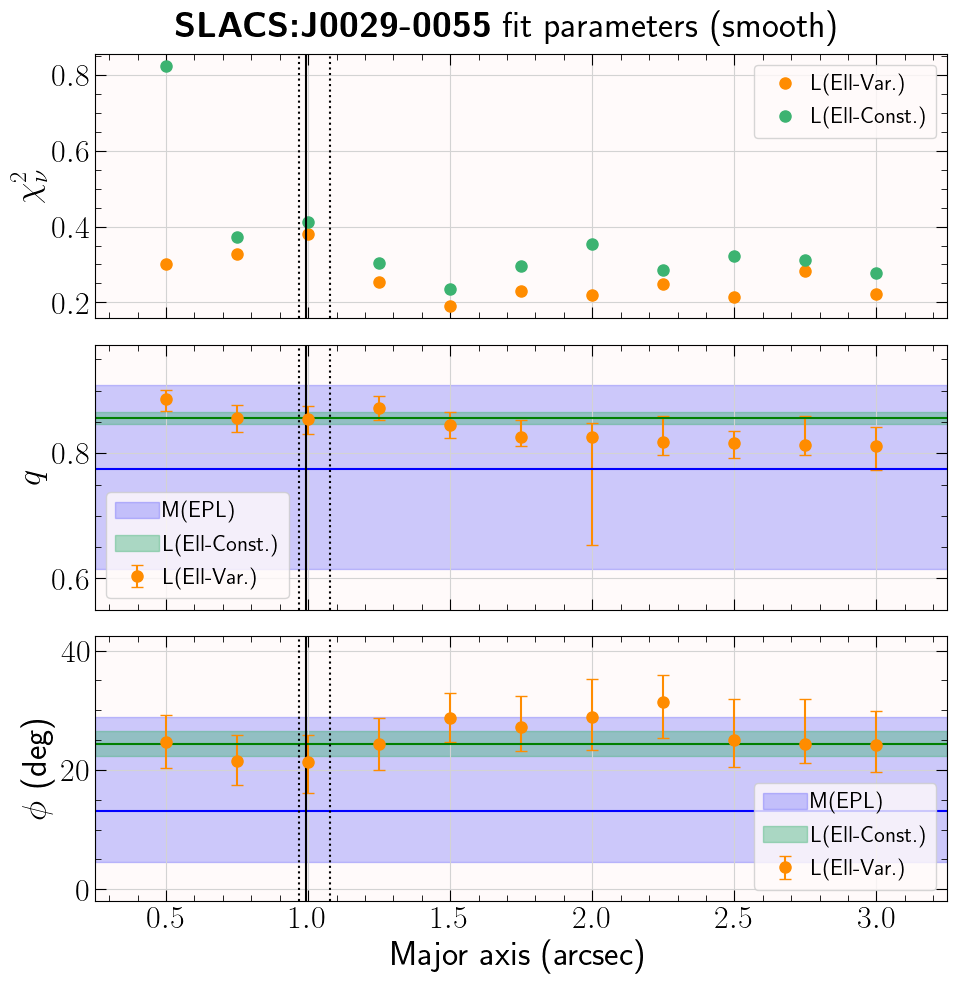 SLACS:J0029-0055 fit parameters (smooth)
0.8
0.6
0.4
0.2
χ²ᵥ
L(Ell-Var.)
L(Ell-Const.)
0.8
0.6
q
M(EPL)
L(Ell-Const.)
L(Ell-Var.)
40
20
0
ϕ (deg)
M(EPL)
L(Ell-Const.)
L(Ell-Var.)
0.5 1.0 1.5 2.0 2.5 3.0
Major axis (arcsec)